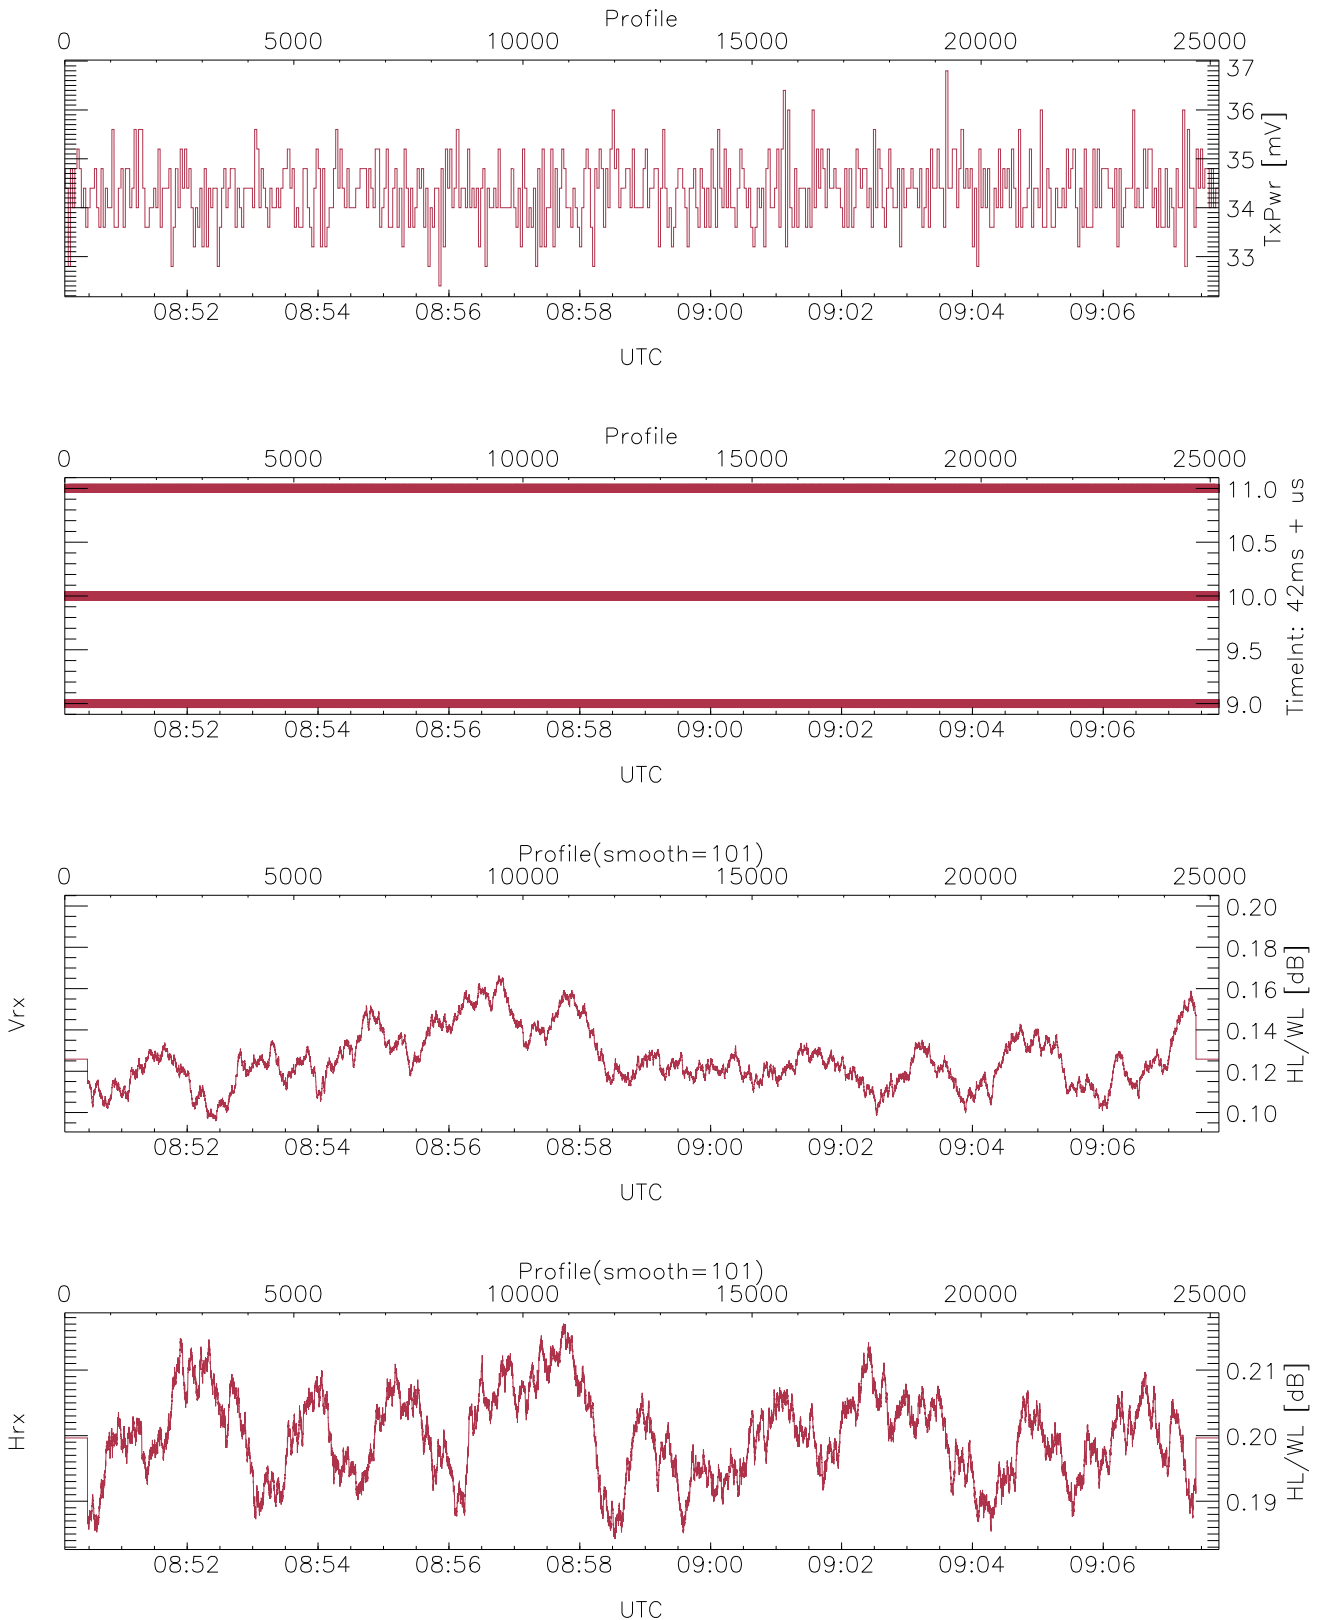 Profile
0 5000 10000 15000 20000 25000
37
36
35
34
33
TxPwr [mV]
08:52 08:54 08:56 08:58 09:00 09:02 09:04 09:06
UTC
Profile
0 5000 10000 15000 20000 25000
11.0
10.5
10.0
9.5
9.0
TimeInt: 42ms + us
08:52 08:54 08:56 08:58 09:00 09:02 09:04 09:06
UTC
Profile(smooth=101)
0 5000 10000 15000 20000 25000
Vrx
0.20
0.18
0.16
0.14
0.12
0.10
HL/WL [dB]
08:52 08:54 08:56 08:58 09:00 09:02 09:04 09:06
UTC
Profile(smooth=101)
0 5000 10000 15000 20000 25000
Hrx
0.21
0.20
0.19
HL/WL [dB]
08:52 08:54 08:56 08:58 09:00 09:02 09:04 09:06
UTC